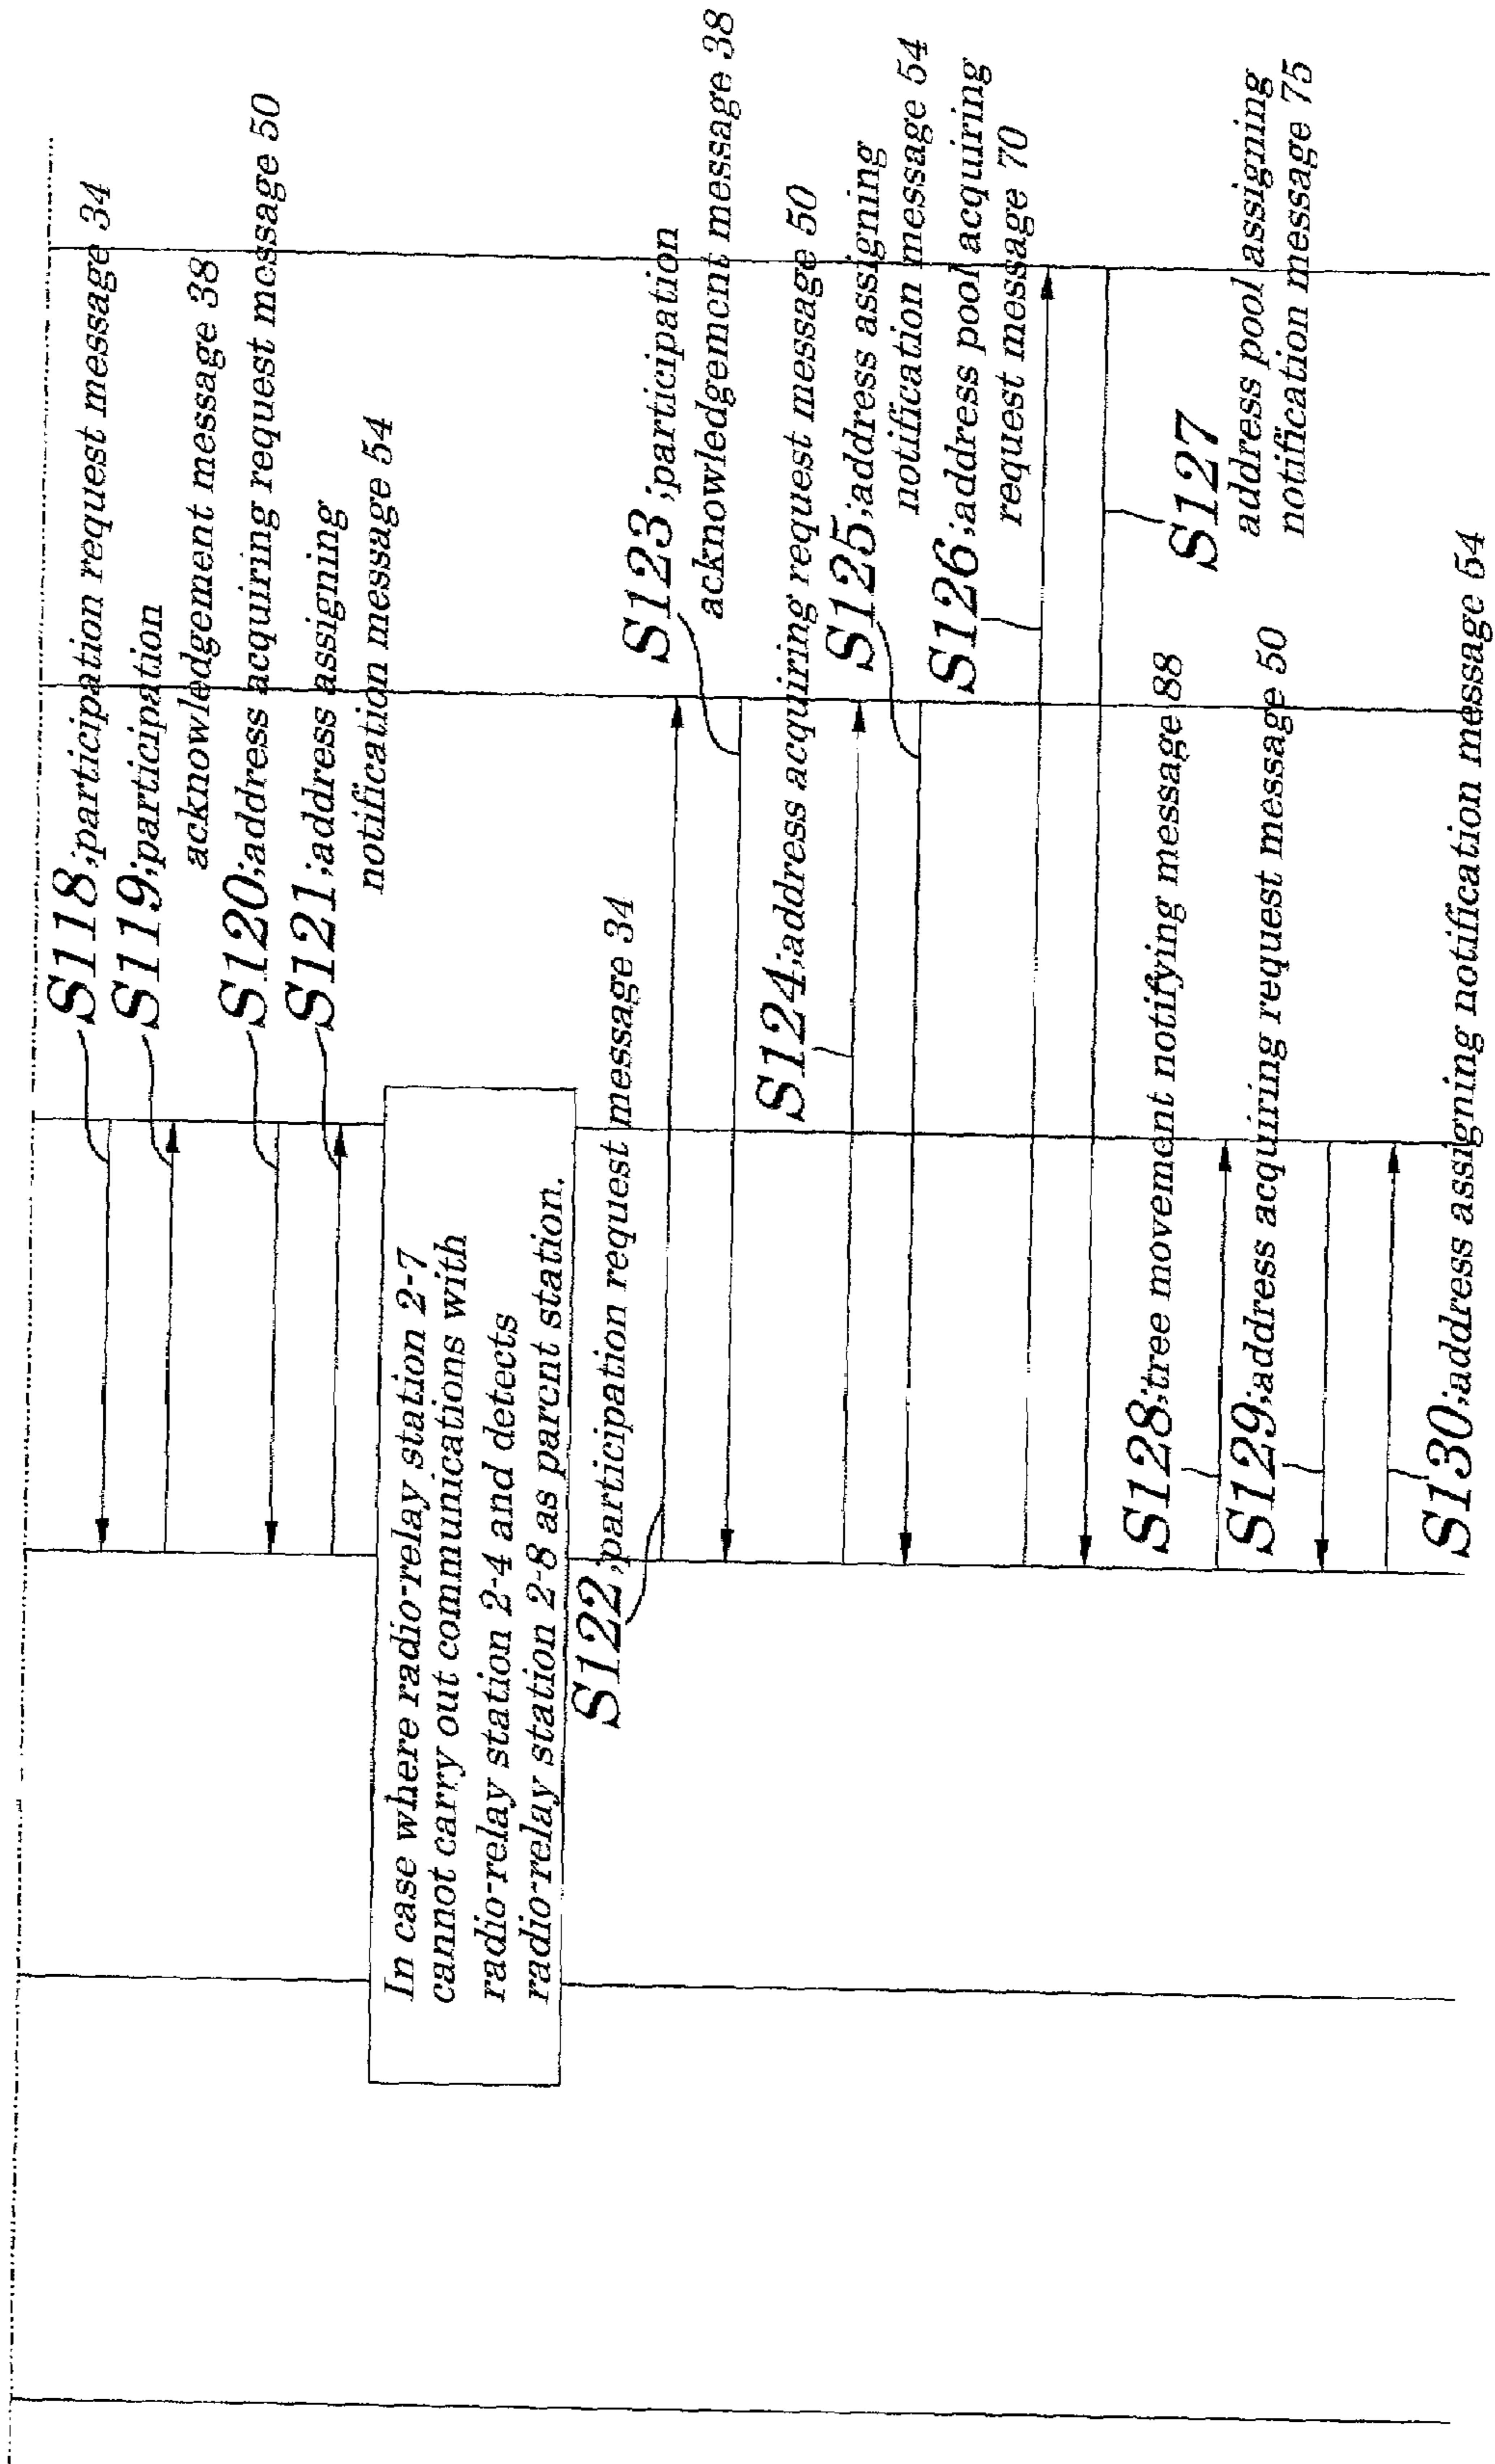 S118;participation request message 34
S119;participation
acknowledgement message 38
S120;address acquiring request message 50
S121;address assigning
notification message 54
In case where radio-relay station 2-7
cannot carry out communications with
radio-relay station 2-4 and detects
radio-relay station 2-8 as parent station.
S122;participation request message 34
S123;participation
acknowledgement message 38
S124;address acquiring request message 50
S125;address assigning
notification message 54
S126;address pool acquiring
request message 70
S127
address pool assigning
notification message 75
S128;tree movement notifying message 88
S129;address acquiring request message 50
S130;address assigning notification message 54